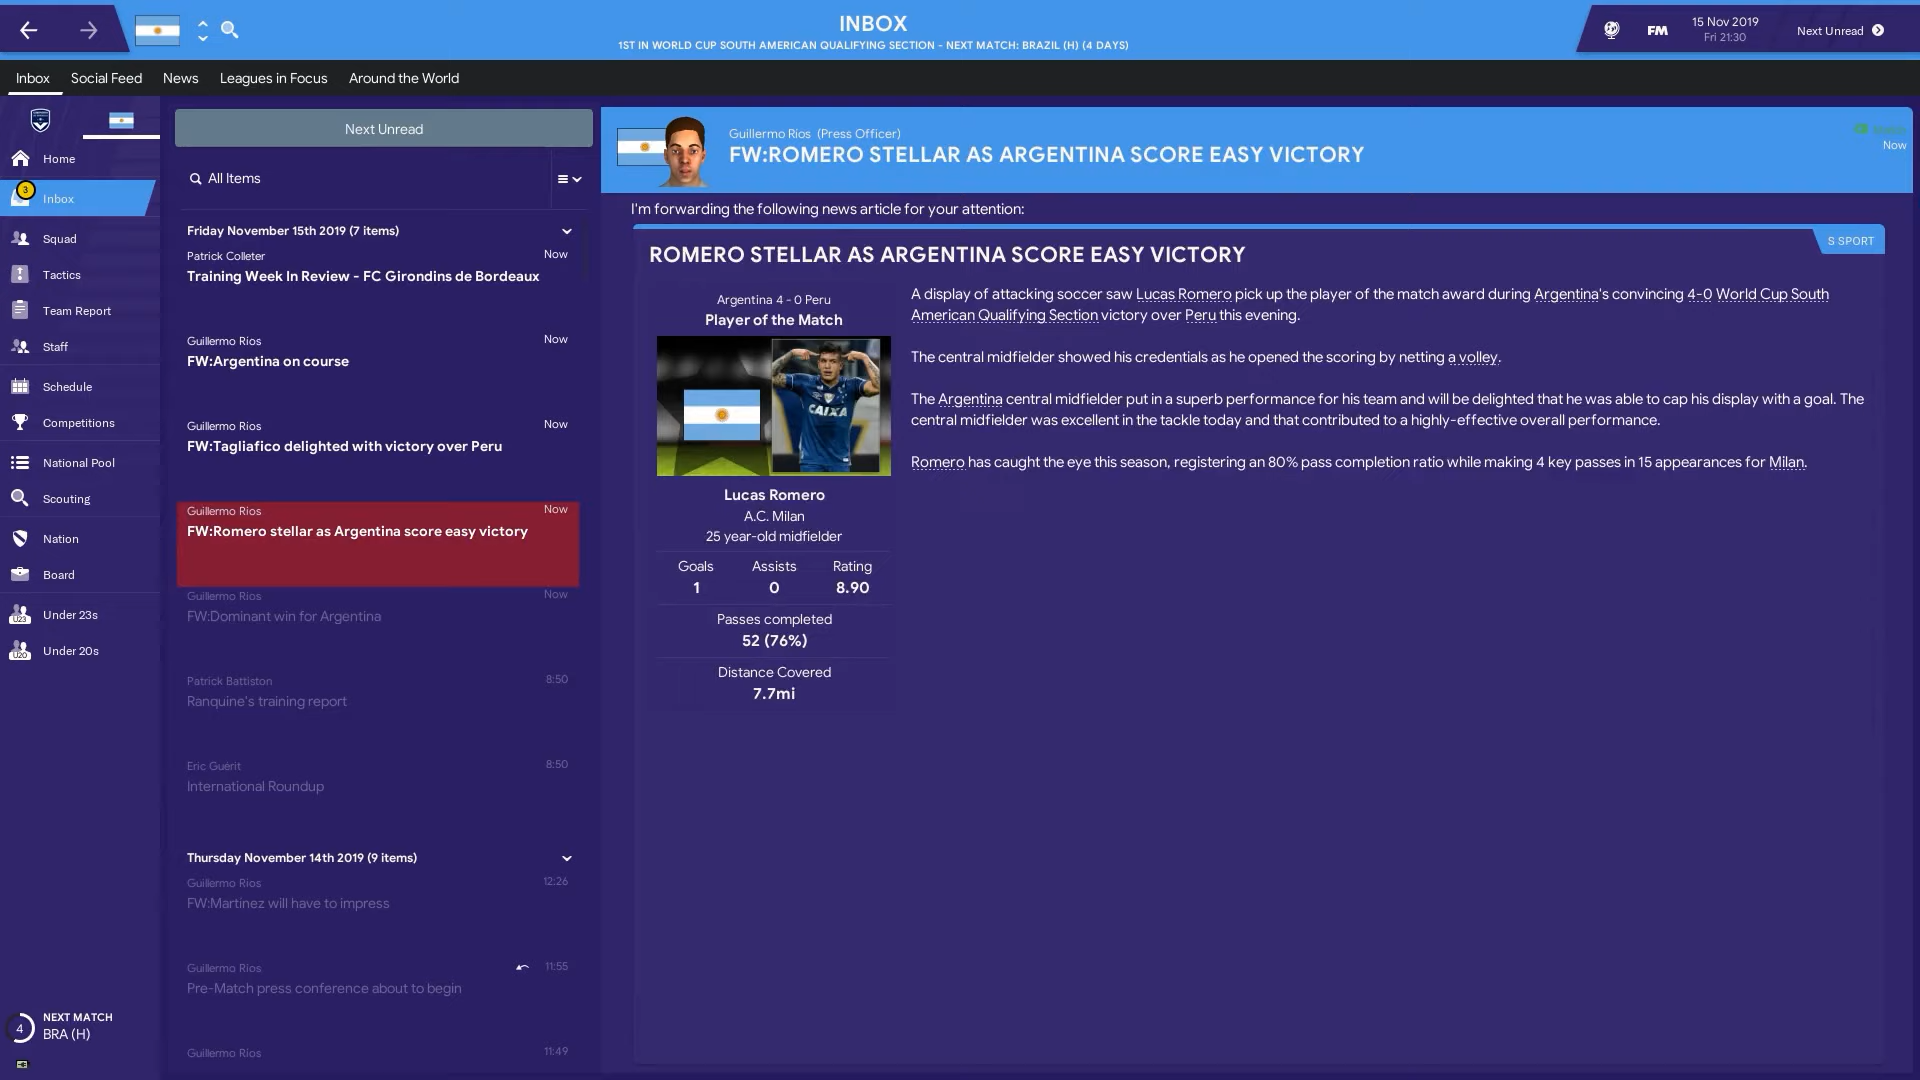 INBOX
1ST IN WORLD CUP SOUTH AMERICAN QUALIFYING SECTION - NEXT MATCH: BRAZIL (H) (4 DAYS)
FM
15 Nov 2019
Fri 21:30
Next Unread
Inbox
Social Feed
News
Leagues in Focus
Around the World
Home
3
Inbox
Squad
Tactics
Team Report
Staff
Schedule
Competitions
National Pool
Scouting
Nation
Board
U23
Under 23s
U20
Under 20s
4
NEXT MATCH
BRA (H)
Next Unread
All Items
Friday November 15th 2019 (7 items)
Patrick Colleter
Now
Training Week In Review - FC Girondins de Bordeaux
Guillermo Rios
Now
FW:Argentina on course
Guillermo Rios
Now
FW:Tagliafico delighted with victory over Peru
Guillermo Rios
Now
FW:Romero stellar as Argentina score easy victory
Guillermo Rios
Now
FW:Dominant win for Argentina
Patrick Battiston
8:50
Ranquine's training report
Eric Guerit
8:50
International Roundup
Thursday November 14th 2019 (9 items)
Guillermo Rios
12:26
FW:Martinez will have to impress
Guillermo Rios
11:55
Pre-Match press conference about to begin
Guillermo Rios
11:49
Guillermo Rios (Press Officer)
FW:ROMERO STELLAR AS ARGENTINA SCORE EASY VICTORY
Now
I'm forwarding the following news article for your attention:
S SPORT
ROMERO STELLAR AS ARGENTINA SCORE EASY VICTORY
Argentina 4 - 0 Peru
Player of the Match
CAIXA
Lucas Romero
A.C. Milan
25 year-old midfielder
Goals Assists Rating
1 0 8.90
Passes completed
52 (76%)
Distance Covered
7.7mi
A display of attacking soccer saw Lucas Romero pick up the player of the match award during Argentina's convincing 4-0 World Cup South
American Qualifying Section victory over Peru this evening.
The central midfielder showed his credentials as he opened the scoring by netting a volley.
The Argentina central midfielder put in a superb performance for his team and will be delighted that he was able to cap his display with a goal. The
central midfielder was excellent in the tackle today and that contributed to a highly-effective overall performance.
Romero has caught the eye this season, registering an 80% pass completion ratio while making 4 key passes in 15 appearances for Milan.